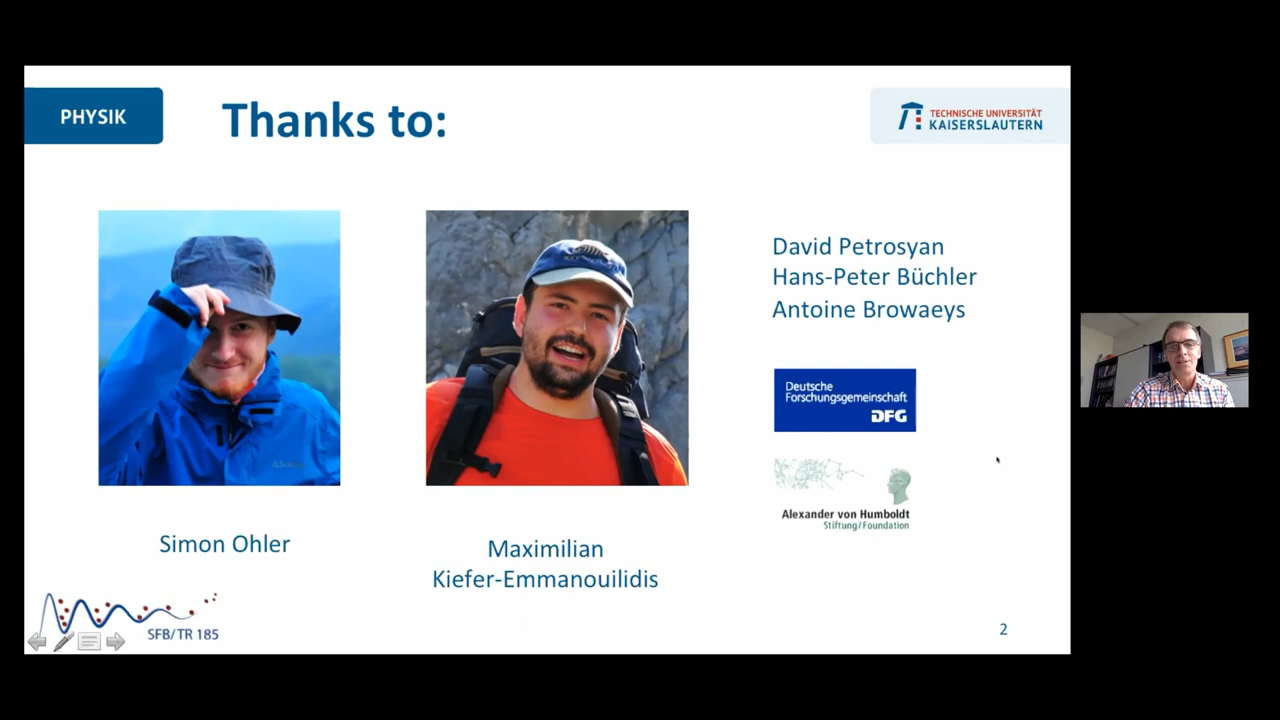 PHYSIK
Thanks to:
TECHNISCHE UNIVERSITÄT
KAISERSLAUTERN
David Petrosyan
Hans-Peter Büchler
Antoine Browaeys
Deutsche
Forschungsgemeinschaft
DFG
Alexander von Humboldt
Stiftung/Foundation
Simon Ohler
Maximilian
Kiefer-Emmanouilidis
SFB/TR 185
2